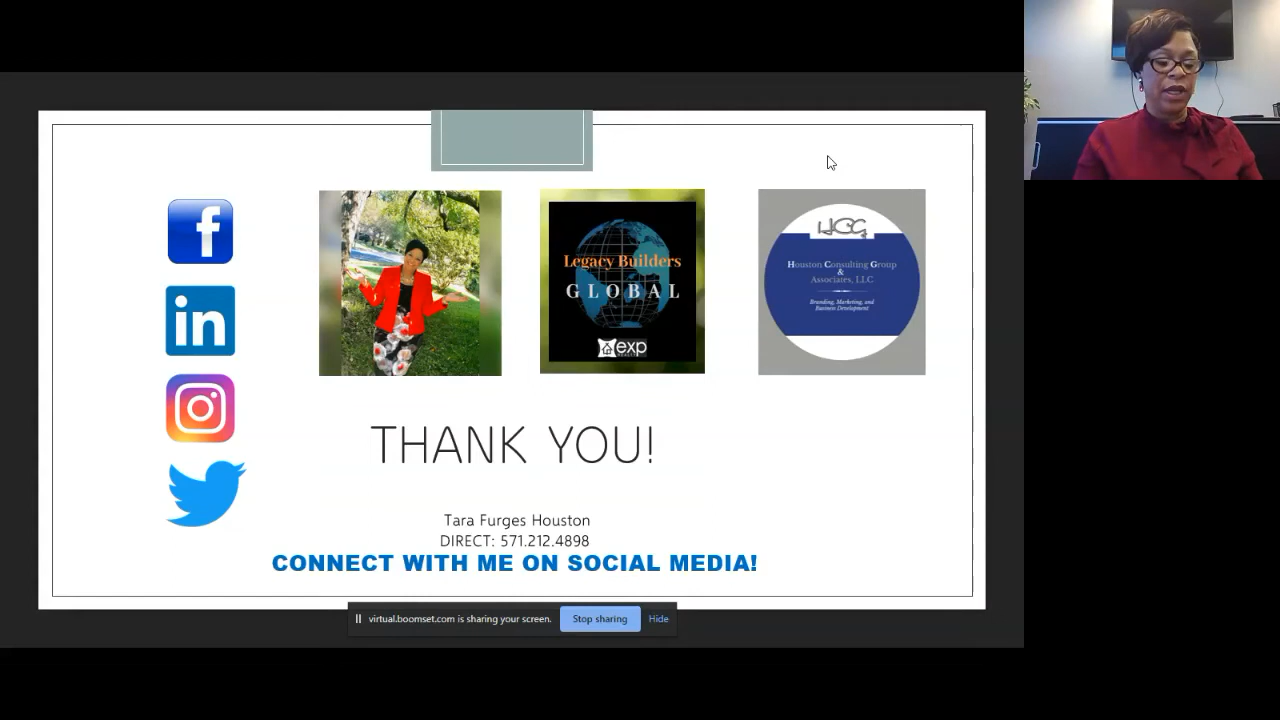 f
in
Legacy Builders
GLOBAL
exp
REALTY
HCG
Houston Consulting Group
&
Associates, LLC
Branding, Marketing, and
Business Development
THANK YOU!
Tara Furges Houston
DIRECT: 571.212.4898
CONNECT WITH ME ON SOCIAL MEDIA!
virtual.boomset.com is sharing your screen.
Stop sharing
Hide